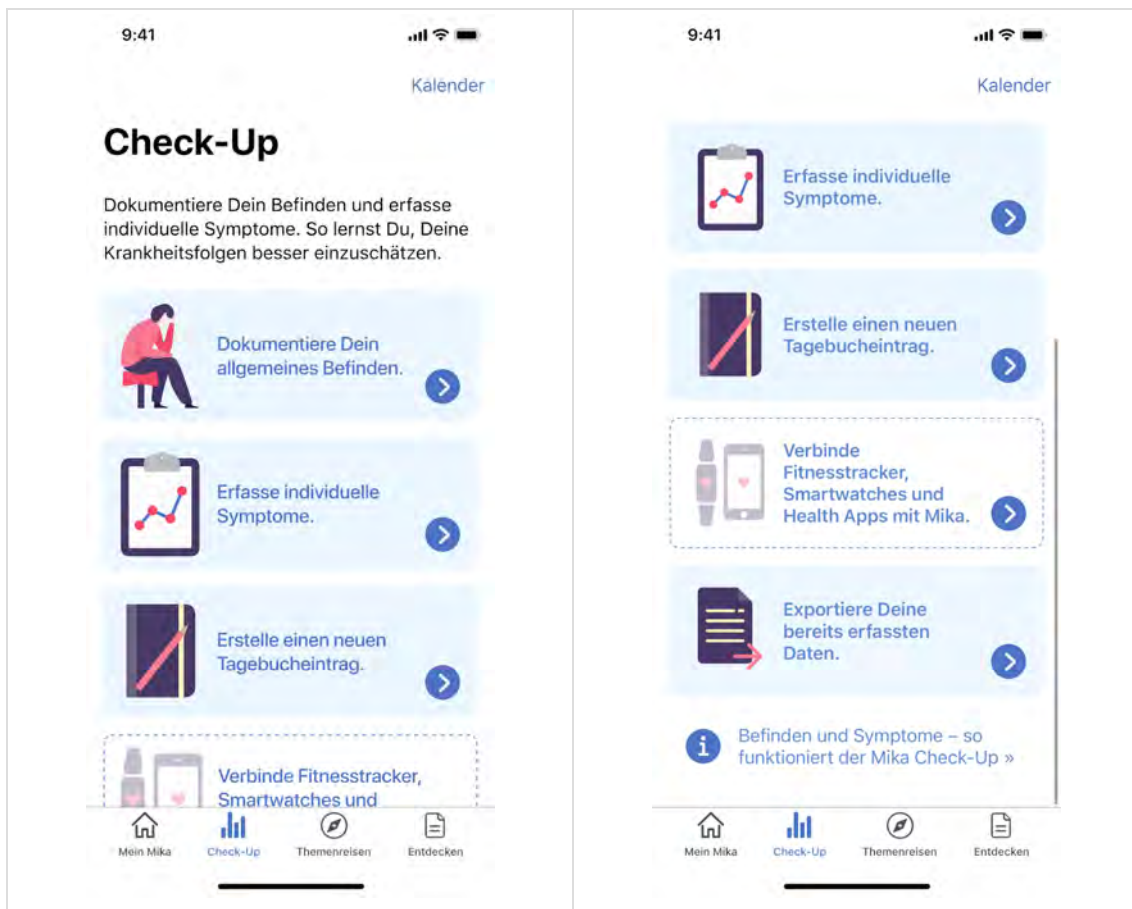 9:41
Kalender
Check-Up
Dokumentiere Dein Befinden und erfasse
individuelle Symptome. So lernst Du, Deine
Krankheitsfolgen besser einzuschätzen.
Dokumentiere Dein
allgemeines Befinden.
Erfasse individuelle
Symptome.
Erstelle einen neuen
Tagebucheintrag.
Verbinde Fitnesstracker,
Smartwatches und
Mein Mika
Check-Up
Themenreisen
Entdecken
9:41
Kalender
Erfasse individuelle
Symptome.
Erstelle einen neuen
Tagebucheintrag.
Verbinde
Fitnesstracker,
Smartwatches und
Health Apps mit Mika.
Exportiere Deine
bereits erfassten
Daten.
Befinden und Symptome – so
funktioniert der Mika Check-Up »
Mein Mika
Check-Up
Themenreisen
Entdecken